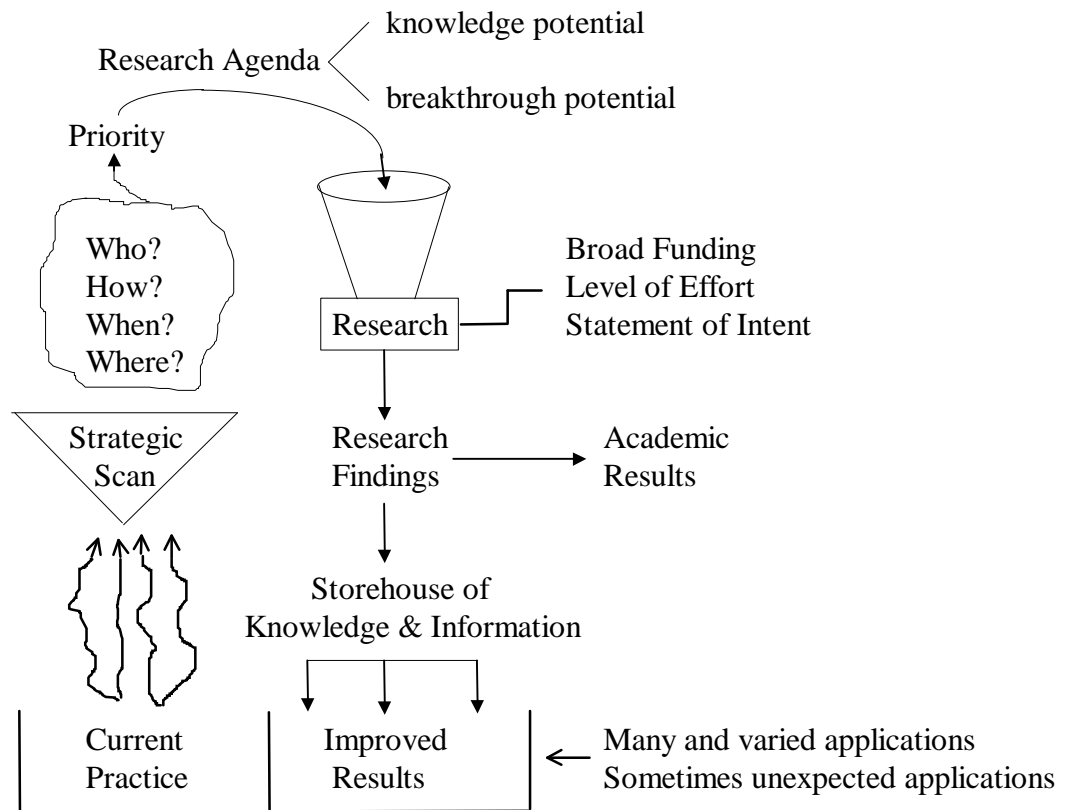 knowledge potential
Research Agenda
breakthrough potential
Priority
Who?
How?
When?
Where?
Broad Funding
Level of Effort
Statement of Intent
Research
Strategic
Scan
Research
Findings
Academic
Results
Storehouse of
Knowledge & Information
Current
Practice
Improved
Results
Many and varied applications
Sometimes unexpected applications